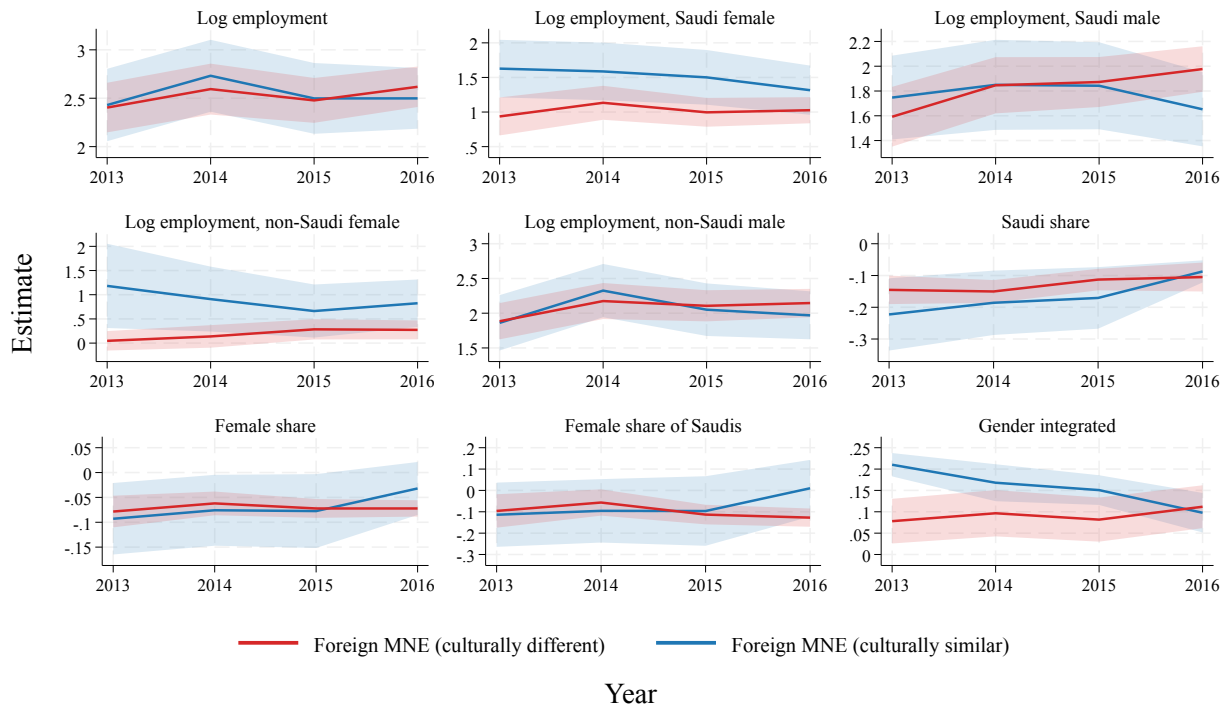 Log employment
Log employment, Saudi female
Log employment, Saudi male
3
2.5
2
2
1.5
1
.5
2.2
2
1.8
1.6
1.4
2013 2014 2015 2016
2013 2014 2015 2016
2013 2014 2015 2016
Log employment, non-Saudi female
Log employment, non-Saudi male
Saudi share
2
1.5
1
.5
0
3
2.5
2
1.5
-0
-.1
-.2
-.3
2013 2014 2015 2016
2013 2014 2015 2016
2013 2014 2015 2016
Estimate
Female share
Female share of Saudis
Gender integrated
.05
0
-.05
-.1
-.15
.2
.1
0
-.1
-.2
-.3
.25
.2
.15
.1
.05
0
2013 2014 2015 2016
2013 2014 2015 2016
2013 2014 2015 2016
Foreign MNE (culturally different)
Foreign MNE (culturally similar)
Year